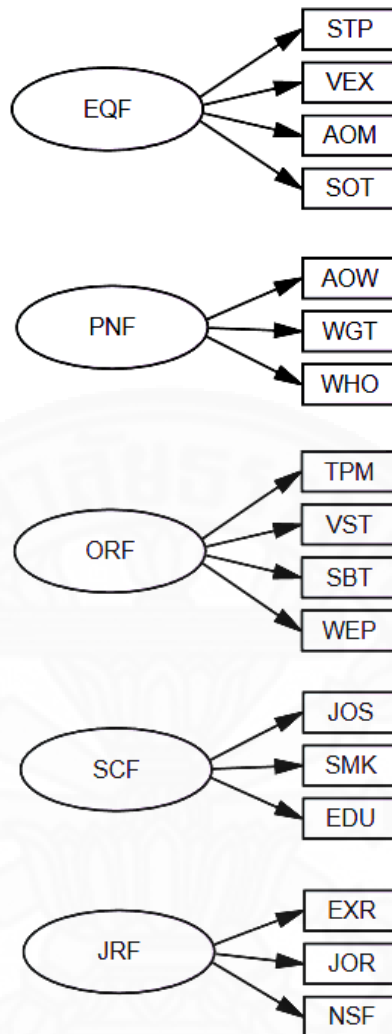 STP
VEX
EQF
AOM
SOT
AOW
PNF
WGT
WHO
TPM
VST
ORF
SBT
WEP
JOS
SCF
SMK
EDU
EXR
JRF
JOR
NSF